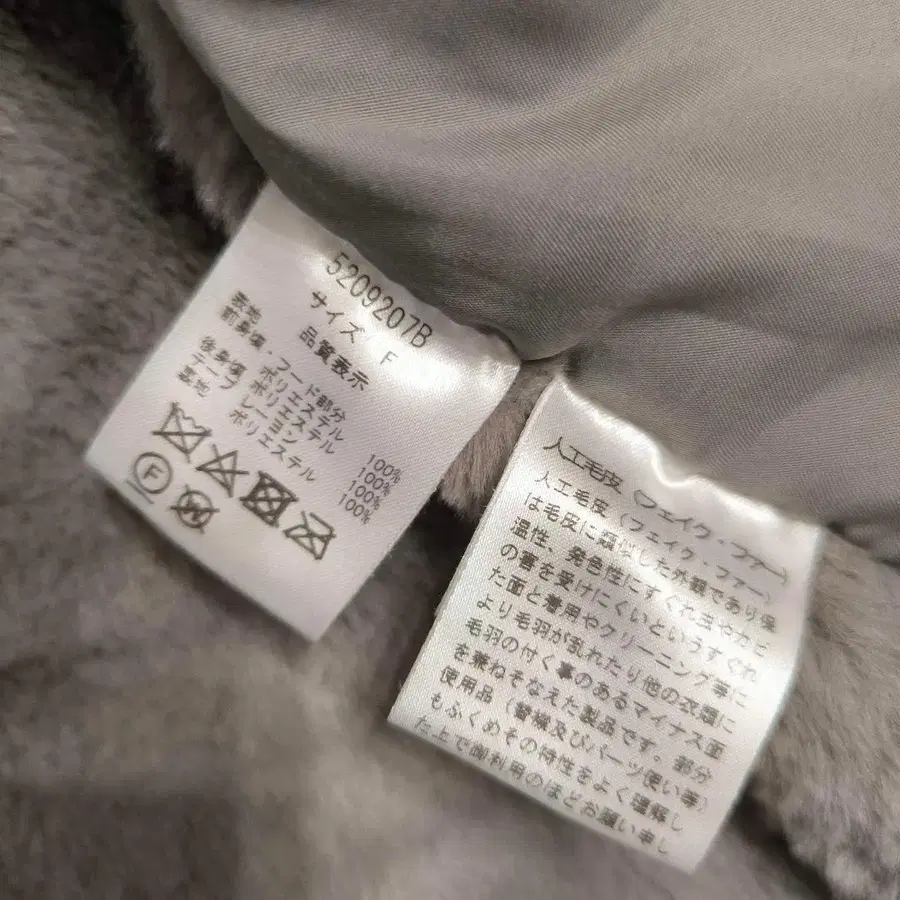 5209207B
サイズ F
品質表示
表地
前身頃・フード部分
ポリエステル 100%
後身頃 ポリエステル 100%
テープ レーヨン 100%
裏地 ポリエステル 100%
F
W
人工毛皮（フェイク・ファー）
人工毛皮（フェイク・ファー）
は毛皮に類似した外観であり保
温性、発色性にすぐれ虫やカビ
の害を受けにくいというすぐれ
た面と着用やクリーニング等に
より毛羽が乱れたり他の衣類に
毛羽の付く事のあるマイナス面
を兼ねそなえた製品です。部分
使用品（替襟及びパーツ使い等）
もふくめその特性をよく理解し
た上で御利用のほどお願い申し